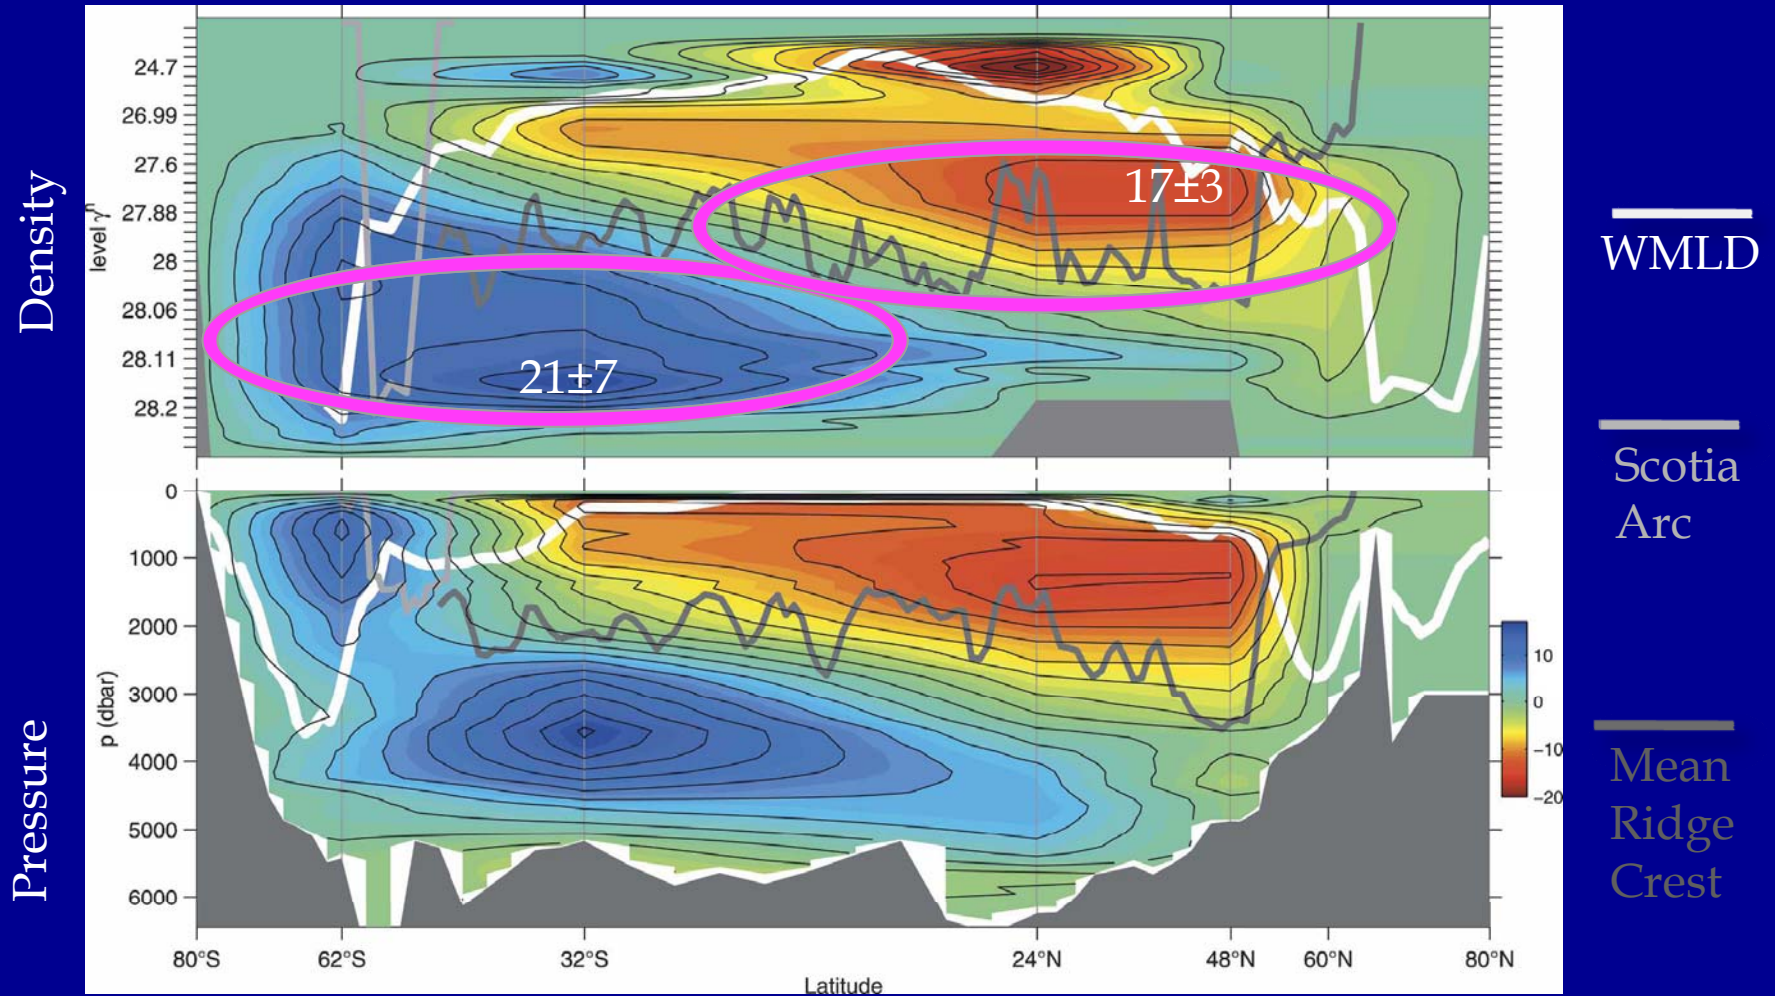 Density
level γⁿ
24.7
26.99
27.6
27.88
28
28.06
28.11
28.2
17±3
21±7
WMLD
Scotia
Arc
Mean
Ridge
Crest
Pressure
p (dbar)
0
1000
2000
3000
4000
5000
6000
10
0
−10
−20
80°S 62°S 32°S 24°N 48°N 60°N 80°N
Latitude